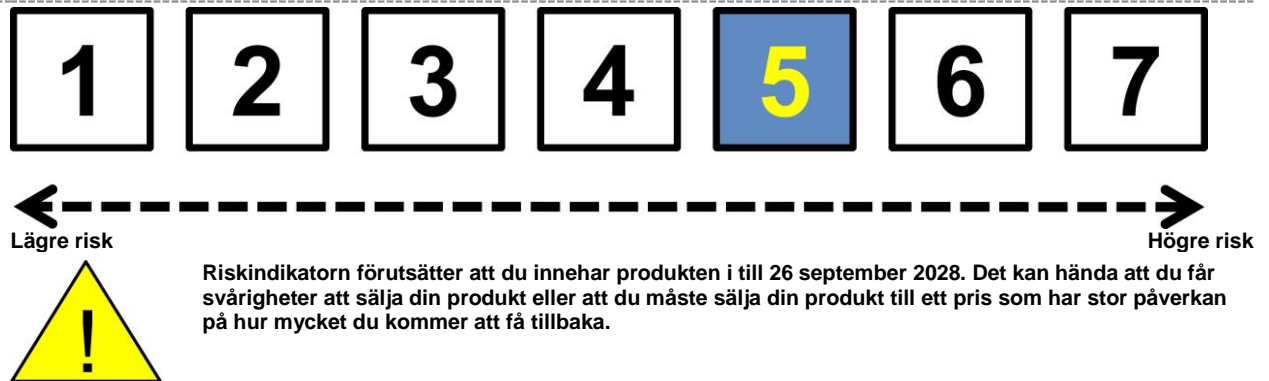 1 2 3 4 5 6 7
Lägre risk Högre risk
Riskindikatorn förutsätter att du innehar produkten i till 26 september 2028. Det kan hända att du får
svårigheter att sälja din produkt eller att du måste sälja din produkt till ett pris som har stor påverkan
på hur mycket du kommer att få tillbaka.
!